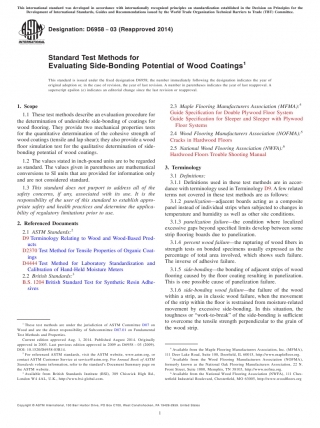 This international standard was developed in accordance with internationally recognized principles on standardization established in the Decision on Principles for the
Development of International Standards, Guides and Recommendations issued by the World Trade Organization Technical Barriers to Trade (TBT) Committee.
Designation: D6958 − 03 (Reapproved 2014)
INTERNATIONAL
Standard Test Methods for
Evaluating Side-Bonding Potential of Wood Coatings1
This standard is issued under the fixed designation D6958; the number immediately following the designation indicates the year of
original adoption or, in the case of revision, the year of last revision. A number in parentheses indicates the year of last reapproval. A
superscript epsilon (ε) indicates an editorial change since the last revision or reapproval.
1. Scope
1.1 These test methods describe an evaluation procedure for
the determination of undesirable side-bonding of coatings for
wood flooring. They provide two mechanical properties tests
for the quantitative determination of the cohesive strength of
wood coatings (tensile and lap shear); they also provide a wood
floor simulation test for the qualitative determination of side-
bonding potential of wood coatings.
1.2 The values stated in inch-pound units are to be regarded
as standard. The values given in parentheses are mathematical
conversions to SI units that are provided for information only
and are not considered standard.
1.3 This standard does not purport to address all of the
safety concerns, if any, associated with its use. It is the
responsibility of the user of this standard to establish appro-
priate safety and health practices and determine the applica-
bility of regulatory limitations prior to use.
2. Referenced Documents
2.1 ASTM Standards:2
D9 Terminology Relating to Wood and Wood-Based Prod-
ucts
D2370 Test Method for Tensile Properties of Organic Coat-
ings
D4444 Test Method for Laboratory Standardization and
Calibration of Hand-Held Moisture Meters
2.2 British Standard:3
B.S. 1204 British Standard Test for Synthetic Resin Adhe-
sives
1 These test methods are under the jurisdiction of ASTM Committee D07 on
Wood and are the direct responsibility of Subcommittee D07.01 on Fundamental
Test Methods and Properties.
Current edition approved Aug. 1, 2014. Published August 2014. Originally
approved in 2003. Last previous edition approved in 2009 as D6958 – 03 (2009).
2 For referenced ASTM standards, visit the ASTM website, www.astm.org, or
contact ASTM Customer Service at service@astm.org. For Annual Book of ASTM
Standards volume information, refer to the standard's Document Summary page on
the ASTM website.
3 Available from British Standards Institute (BSI), 389 Chiswick High Rd.,
London W4 4AL, U.K., http://www.bsi-global.com.
2.3 Maple Flooring Manufacturers Association (MFMA):4
Guide Specification for Double Plywood Floor System
Guide Specification for Sleeper and Sleeper with Plywood
Floor Systems
2.4 Wood Flooring Manufacturers Association (NOFMA):5
Cracks in Hardwood Floors
2.5 National Wood Flooring Association (NWFA):6
Hardwood Floors Trouble Shooting Manual
3. Terminology
3.1 Definitions:
3.1.1 Definitions used in these test methods are in accor-
dance with terminology used in Terminology D9. A few related
terms not covered in these test methods are as follows:
3.1.2 panelization—adjacent boards acting as a composite
panel instead of individual strips when subjected to changes in
temperature and humidity as well as other site conditions.
3.1.3 panelization failure—the condition where localized
excessive gaps beyond specified limits develop between some
strip flooring boards due to panelization.
3.1.4 percent wood failure—the rupturing of wood fibers in
strength tests on bonded specimens usually expressed as the
percentage of total area involved, which shows such failure.
The inverse of adhesive failure.
3.1.5 side-bonding—the bonding of adjacent strips of wood
flooring caused by the floor coating resulting in panelization.
This is one possible cause of panelization failure.
3.1.6 side-bonding wood failure—the failure of the wood
within a strip, as in classic wood failure, when the movement
of the strip within the floor is restrained from moisture-related
movement by excessive side-bonding. In this situation, the
toughness or "work-to-break" of the side-bonding is sufficient
to overcome the tensile strength perpendicular to the grain of
the wood strip.
4 Available from the Maple Flooring Manufacturers Association, Inc. (MFMA),
5 Available from the Wood Flooring Manufacturers Association (NOFMA),
formerly known as the National Oak Flooring Manufacturers Association, 22 N.
Front Street, Suite 1080, Memphis, TN 38103, http://www.nofma.org.
6 Available from the National Wood Flooring Association (NWFA), 111 Ches-
terfield Industrial Boulevard, Chesterfield, MO 63005, http://www.woodfloors.org.
Copyright © ASTM International, 100 Barr Harbor Drive, PO Box C700, West Conshohocken, PA 19428-2959. United States
1